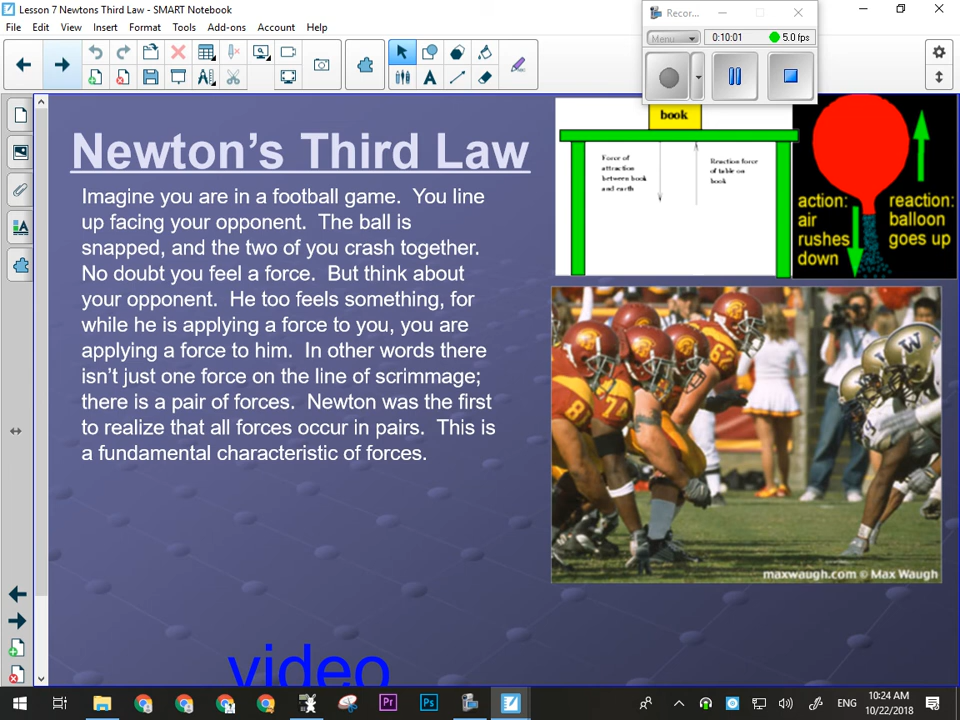 Lesson 7 Newtons Third Law - SMART Notebook
Recor...
File Edit View Insert Format Tools Add-ons Account Help
Menu 0:10:01 5.0 fps
Newton's Third Law
Imagine you are in a football game. You line
up facing your opponent. The ball is
snapped, and the two of you crash together.
No doubt you feel a force. But think about
your opponent. He too feels something, for
while he is applying a force to you, you are
applying a force to him. In other words there
isn't just one force on the line of scrimmage;
there is a pair of forces. Newton was the first
to realize that all forces occur in pairs. This is
a fundamental characteristic of forces.
book
Force of
attraction
between book
and earth
Reaction force
of table on
book
action:
air
rushes
down
reaction:
balloon
goes up
8
74
62
W
maxwaugh.com © Max Waugh
video
Pr
Ps
ENG
10:24 AM
10/22/2018